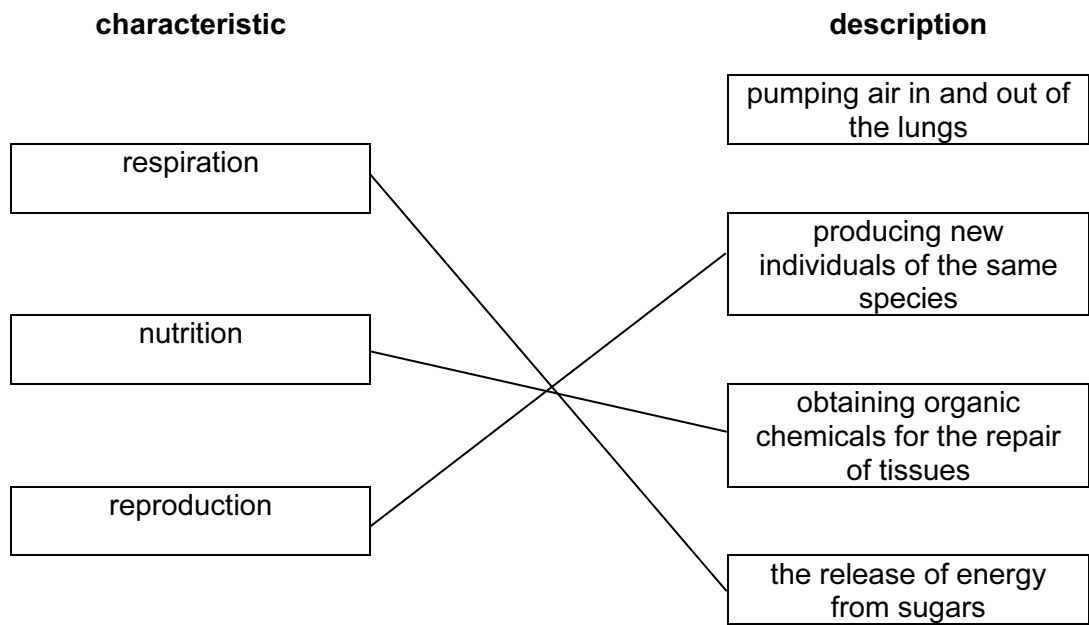 characteristic
description
respiration
nutrition
reproduction
pumping air in and out of
the lungs
producing new
individuals of the same
species
obtaining organic
chemicals for the repair
of tissues
the release of energy
from sugars